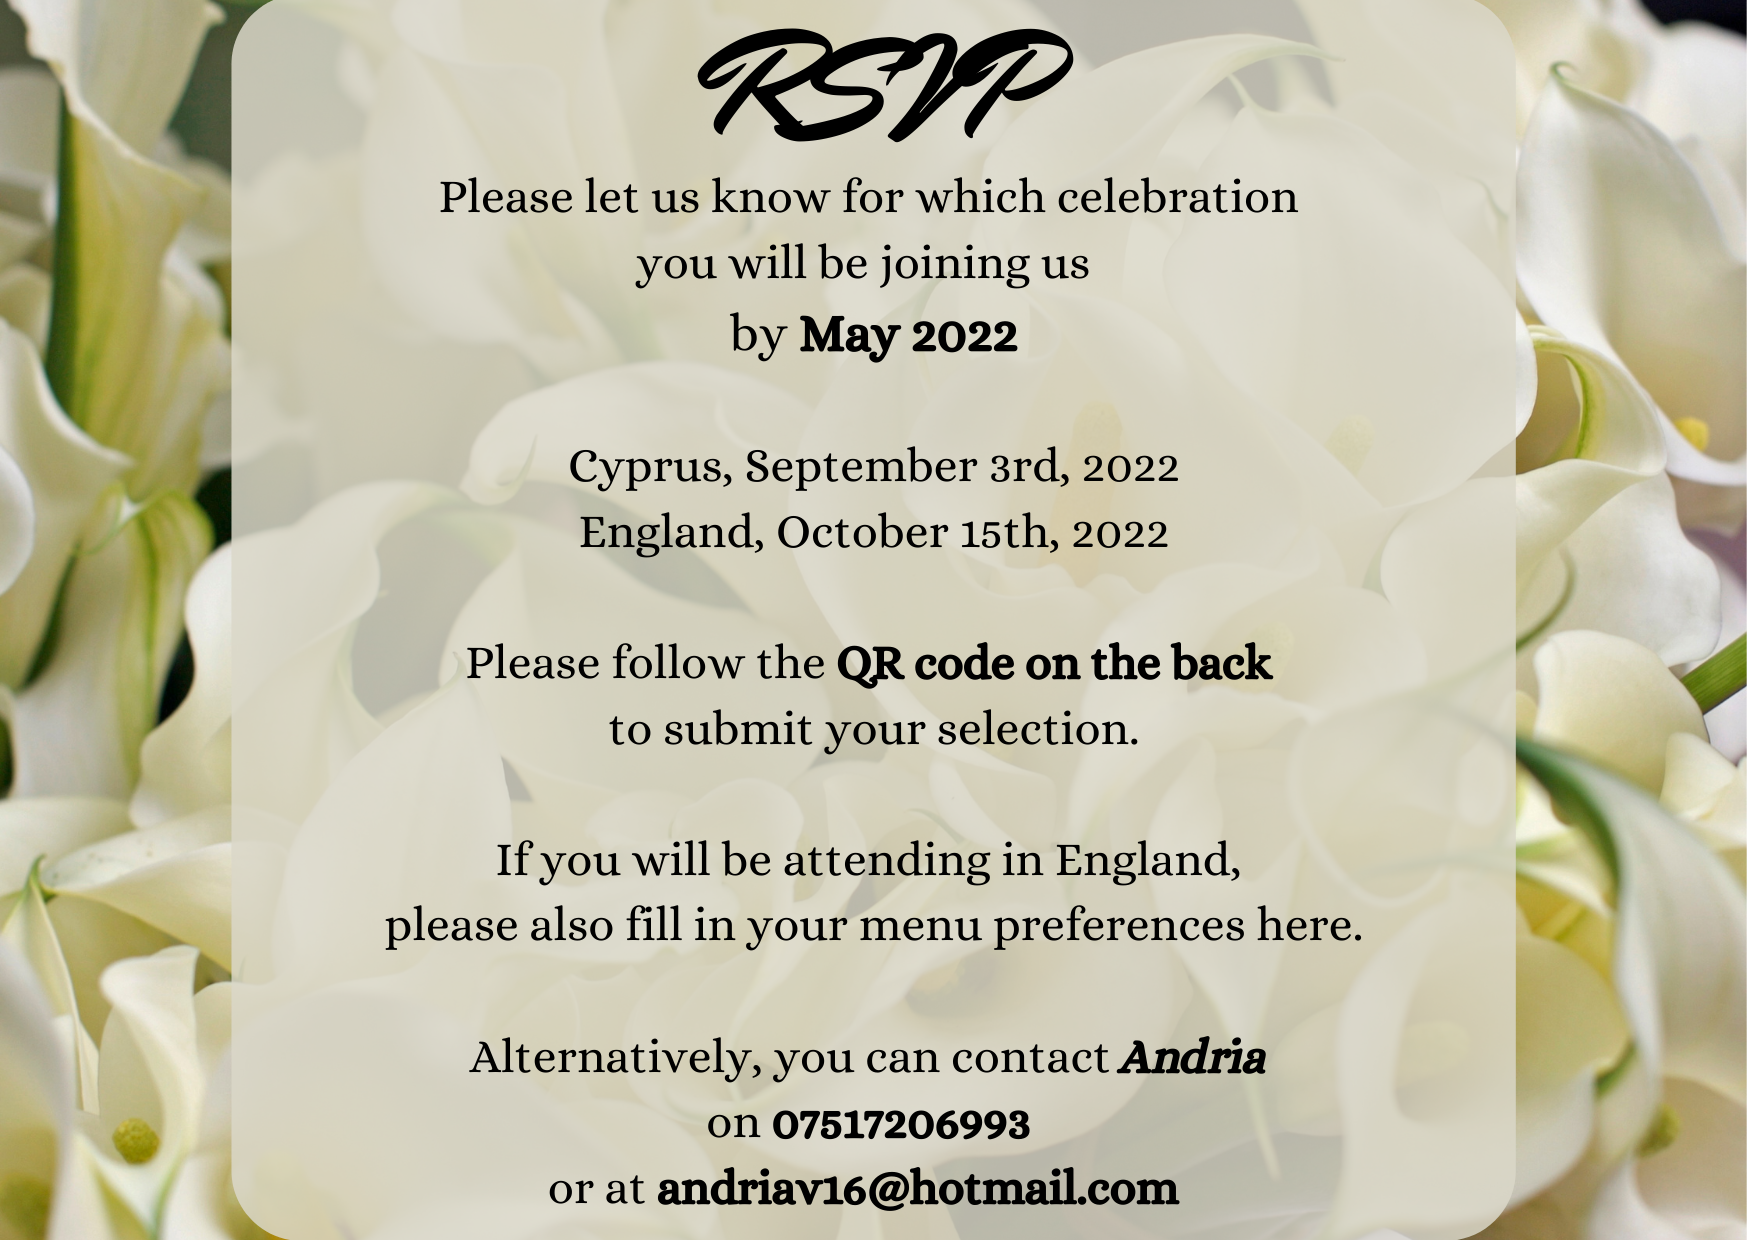 RSVP
Please let us know for which celebration
you will be joining us
by May 2022
Cyprus, September 3rd, 2022
England, October 15th, 2022
Please follow the QR code on the back
to submit your selection.
If you will be attending in England,
please also fill in your menu preferences here.
Alternatively, you can contact Andria
on 07517206993
or at andriav16@hotmail.com